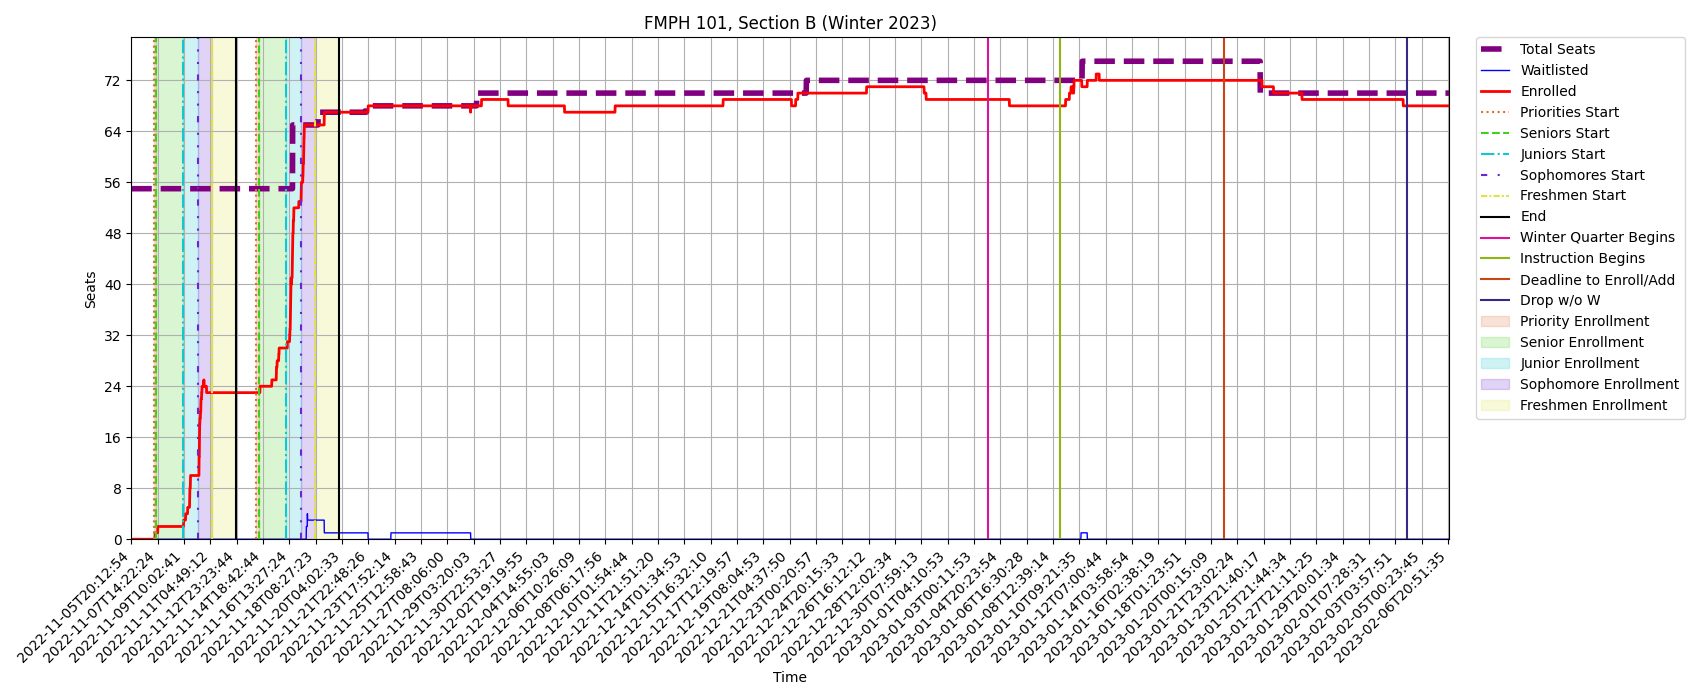 FMPH 101, Section B (Winter 2023)
Seats
72
64
56
48
40
32
24
16
8
0
2022-11-05T20:12:54
2022-11-07T14:22:24
2022-11-09T10:02:41
2022-11-11T04:49:12
2022-11-12T23:23:44
2022-11-14T18:42:44
2022-11-16T13:27:24
2022-11-18T08:27:23
2022-11-20T04:02:33
2022-11-21T22:48:26
2022-11-23T17:52:14
2022-11-25T12:58:43
2022-11-27T08:06:00
2022-11-29T03:20:03
2022-11-30T22:53:27
2022-12-02T19:19:55
2022-12-04T14:55:03
2022-12-06T10:26:09
2022-12-08T06:17:56
2022-12-10T01:54:44
2022-12-11T21:51:20
2022-12-14T01:34:53
2022-12-15T16:32:10
2022-12-17T12:19:57
2022-12-19T08:04:53
2022-12-21T04:37:50
2022-12-23T00:20:57
2022-12-24T20:15:33
2022-12-26T16:12:12
2022-12-28T12:02:34
2022-12-30T07:59:13
2023-01-01T04:10:53
2023-01-03T00:11:53
2023-01-04T20:23:54
2023-01-06T16:30:28
2023-01-08T12:39:14
2023-01-10T09:21:35
2023-01-12T07:00:44
2023-01-14T03:58:54
2023-01-16T02:38:19
2023-01-18T01:23:51
2023-01-20T00:15:09
2023-01-21T23:02:24
2023-01-23T21:40:17
2023-01-25T21:44:34
2023-01-27T21:11:25
2023-01-29T20:01:34
2023-02-01T07:28:31
2023-02-03T03:57:51
2023-02-05T00:23:45
2023-02-06T20:51:35
Time
Total Seats
Waitlisted
Enrolled
Priorities Start
Seniors Start
Juniors Start
Sophomores Start
Freshmen Start
End
Winter Quarter Begins
Instruction Begins
Deadline to Enroll/Add
Drop w/o W
Priority Enrollment
Senior Enrollment
Junior Enrollment
Sophomore Enrollment
Freshmen Enrollment